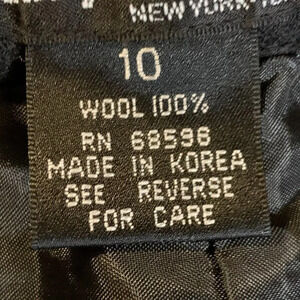 NEW YORK
10
WOOL 100%
RN 68596
MADE IN KOREA
SEE REVERSE
FOR CARE